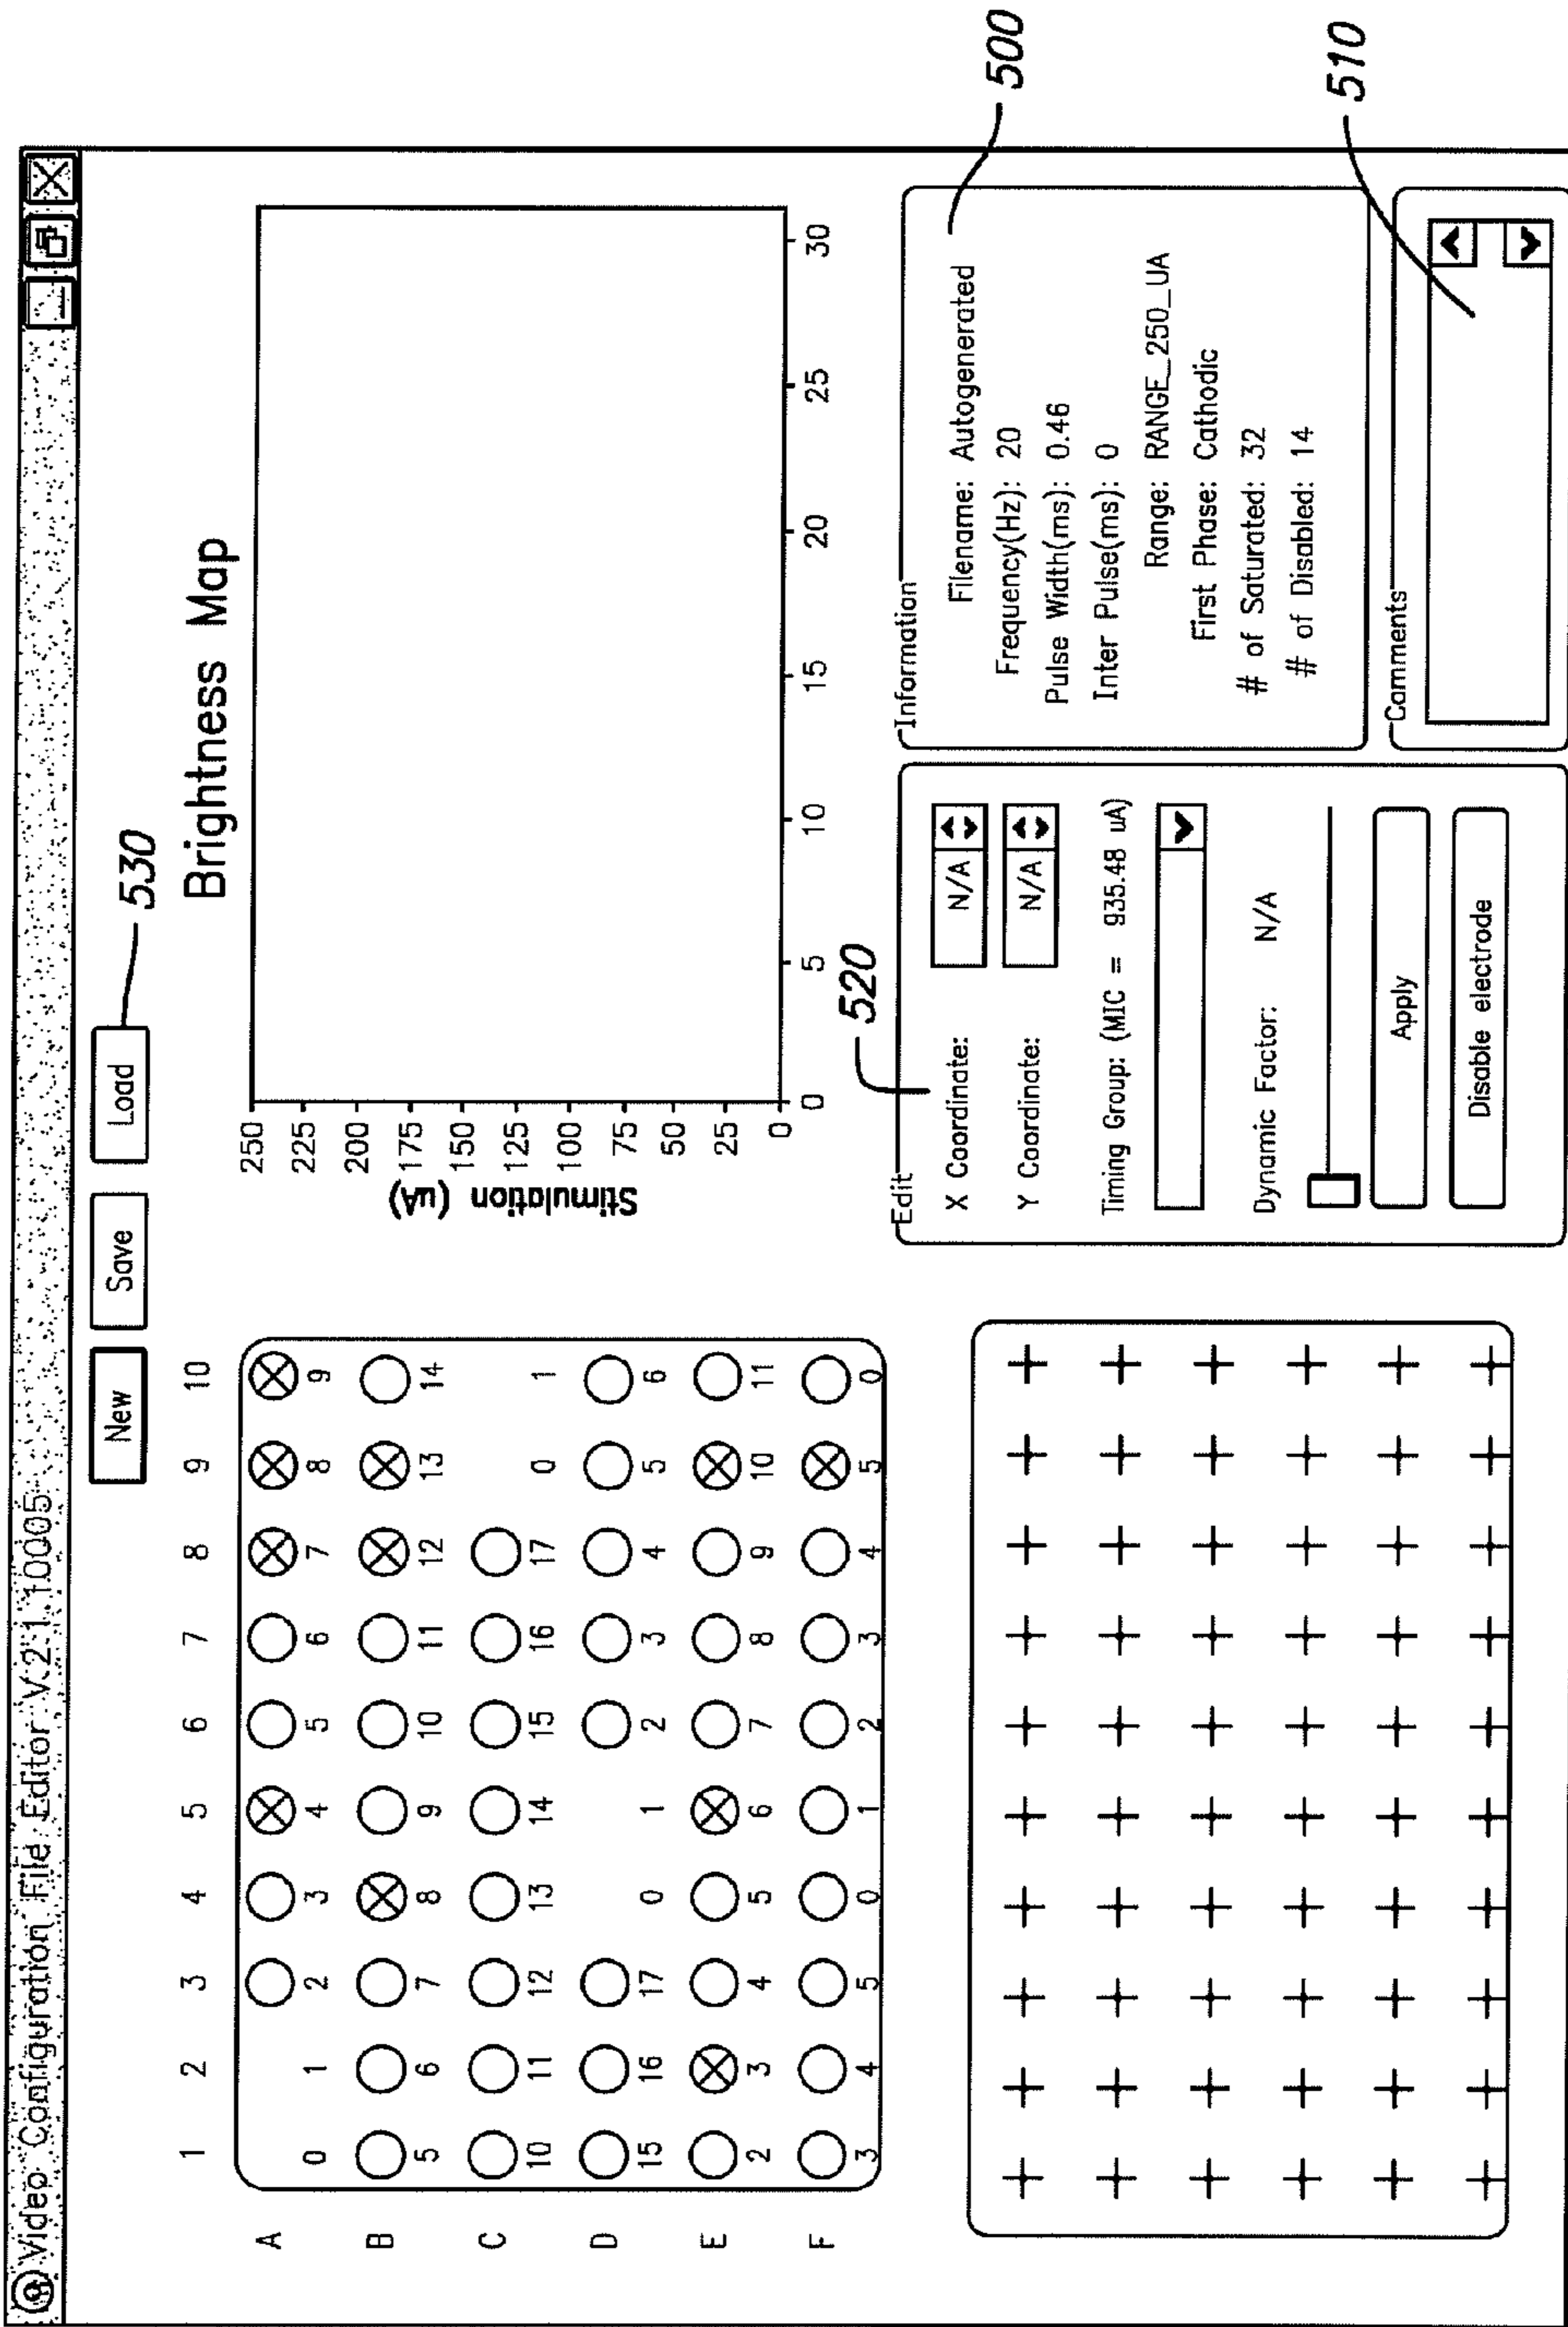 Video Configuration File Editor V.2.1.10005
New Save Load 530
1 2 3 4 5 6 7 8 9 10
A
0 1 2 3 4 5 6 7 8 9
B
5 6 7 8 9 10 11 12 13 14
C
10 11 12 13 14 15 16 17 0 1
D
15 16 17 0 1 2 3 4 5 6
E
2 3 4 5 6 7 8 9 10 11
F
3 4 5 0 1 2 3 4 5 0
Brightness Map
Stimulation (uA)
250
225
200
175
150
125
100
75
50
25
0
0 5 10 15 20 25 30
520
Edit
X Coordinate: N/A
Y Coordinate: N/A
Timing Group: (MIC = 935.48 uA)
Dynamic Factor: N/A
Apply
Disable electrode
Information
Filename: Autogenerated
Frequency(Hz): 20
Pulse Width(ms): 0.46
Inter Pulse(ms): 0
Range: RANGE_250_UA
First Phase: Cathodic
# of Saturated: 32
# of Disabled: 14
500
Comments
510